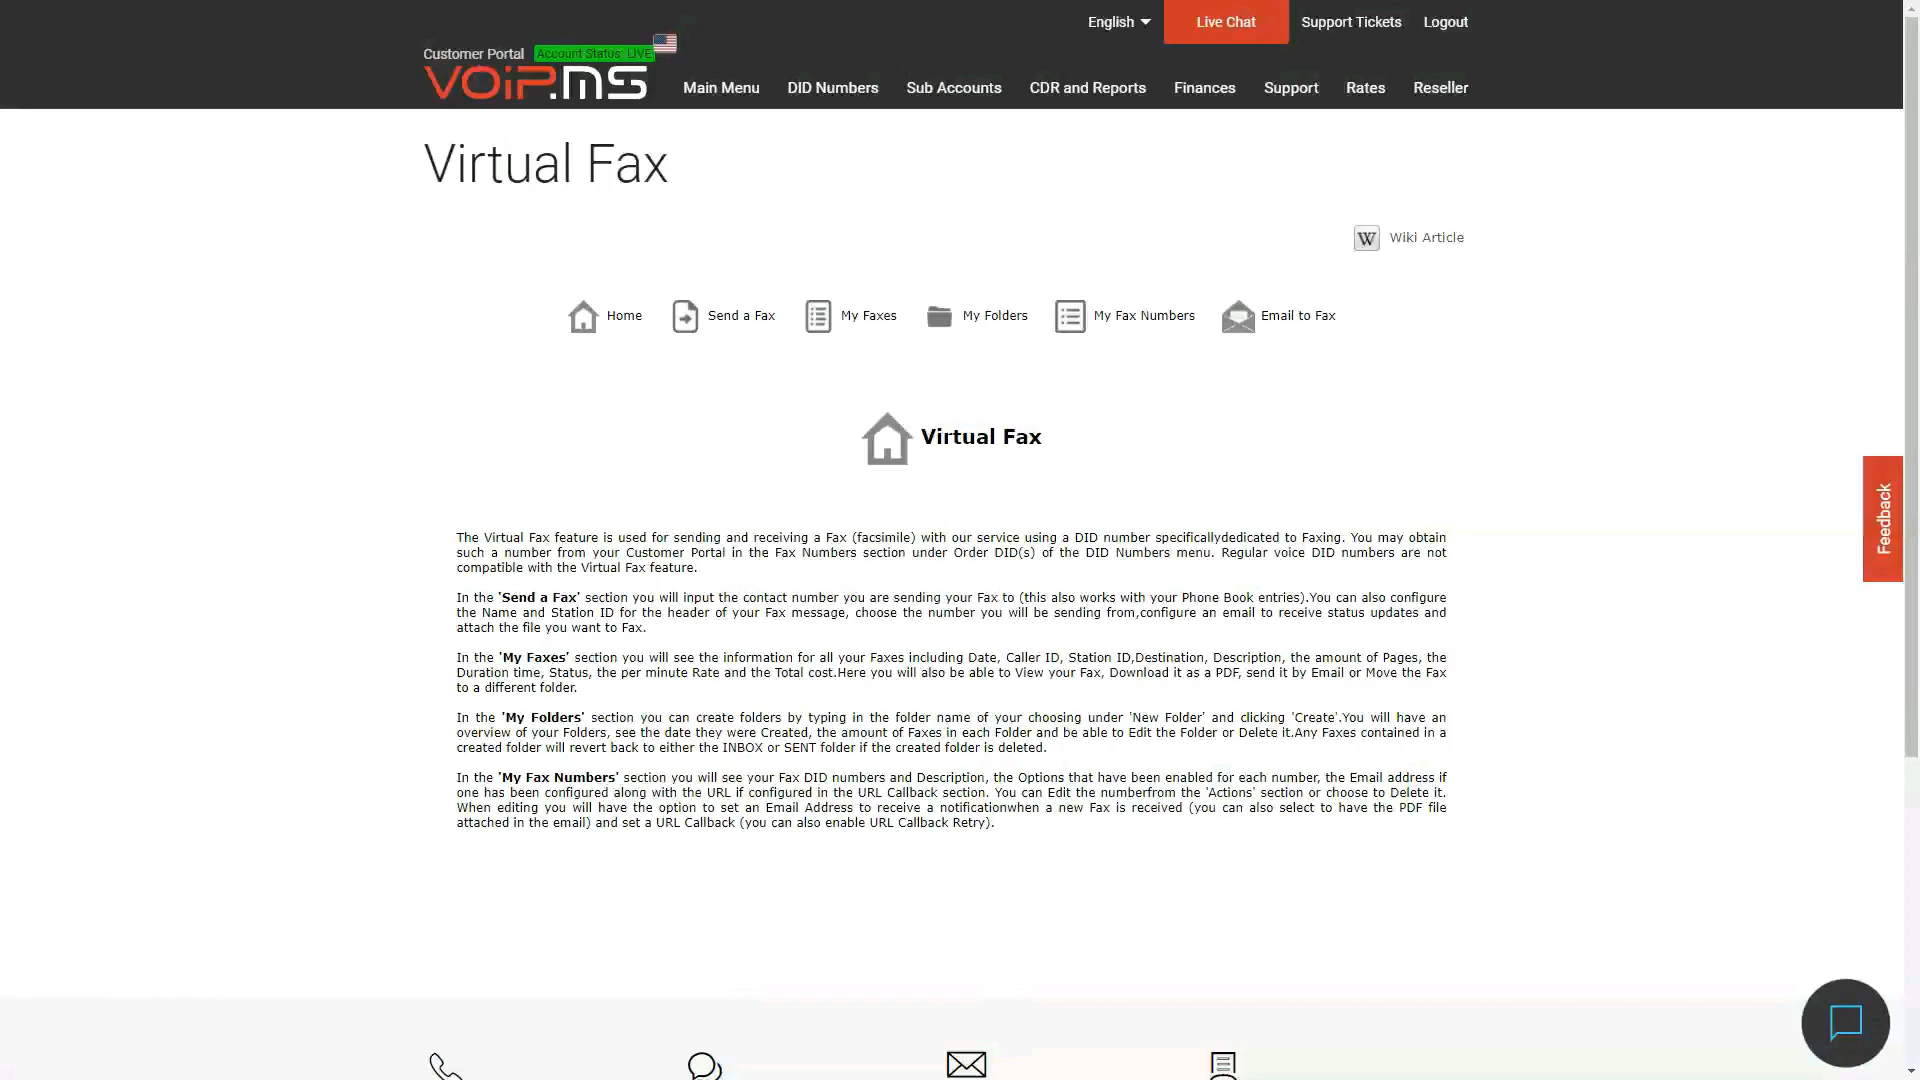 English
Live Chat
Support Tickets
Logout
Customer Portal
Account Status: LIVE
VOiP.MS
Main Menu
DID Numbers
Sub Accounts
CDR and Reports
Finances
Support
Rates
Reseller
Virtual Fax
W Wiki Article
Home
Send a Fax
My Faxes
My Folders
My Fax Numbers
Email to Fax
Virtual Fax
The Virtual Fax feature is used for sending and receiving a Fax (facsimile) with our service using a DID number specificallydedicated to Faxing. You may obtain
such a number from your Customer Portal in the Fax Numbers section under Order DID(s) of the DID Numbers menu. Regular voice DID numbers are not
compatible with the Virtual Fax feature.
In the 'Send a Fax' section you will input the contact number you are sending your Fax to (this also works with your Phone Book entries).You can also configure
the Name and Station ID for the header of your Fax message, choose the number you will be sending from,configure an email to receive status updates and
attach the file you want to Fax.
In the 'My Faxes' section you will see the information for all your Faxes including Date, Caller ID, Station ID,Destination, Description, the amount of Pages, the
Duration time, Status, the per minute Rate and the Total cost.Here you will also be able to View your Fax, Download it as a PDF, send it by Email or Move the Fax
to a different folder.
In the 'My Folders' section you can create folders by typing in the folder name of your choosing under 'New Folder' and clicking 'Create'.You will have an
overview of your Folders, see the date they were Created, the amount of Faxes in each Folder and be able to Edit the Folder or Delete it.Any Faxes contained in a
created folder will revert back to either the INBOX or SENT folder if the created folder is deleted.
In the 'My Fax Numbers' section you will see your Fax DID numbers and Description, the Options that have been enabled for each number, the Email address if
one has been configured along with the URL if configured in the URL Callback section. You can Edit the numberfrom the 'Actions' section or choose to Delete it.
When editing you will have the option to set an Email Address to receive a notificationwhen a new Fax is received (you can also select to have the PDF file
attached in the email) and set a URL Callback (you can also enable URL Callback Retry).
Feedback